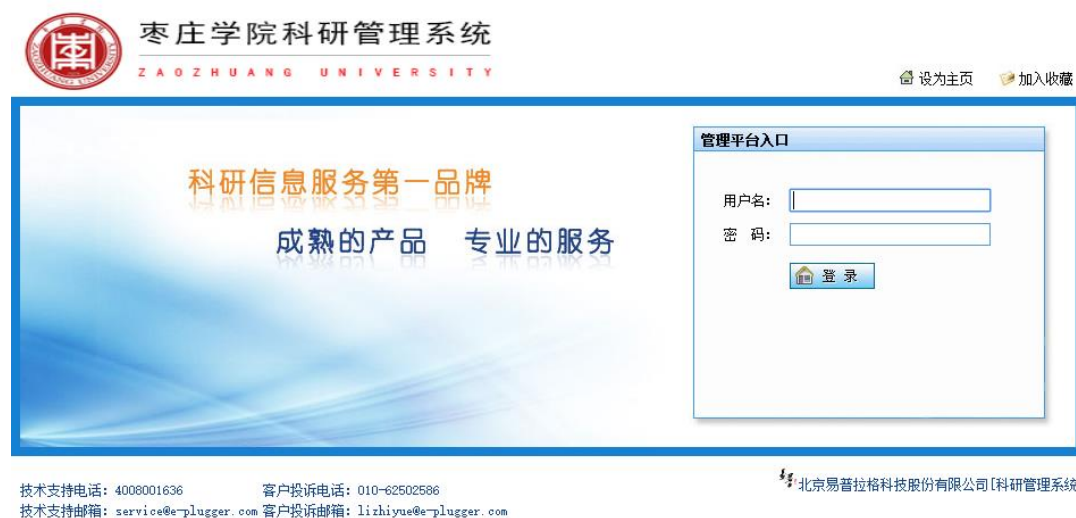 枣庄学院科研管理系统
ZAOZHUANG UNIVERSITY
设为主页 加入收藏
管理平台入口
科研信息服务第一品牌
用户名：
成熟的产品 专业的服务
密 码：
登 录
技术支持电话：4008001636 客户投诉电话：010-62502586
北京易普拉格科技股份有限公司[科研管理系统
技术支持邮箱：service@e-plugger.com 客户投诉邮箱：lizhiyue@e-plugger.com